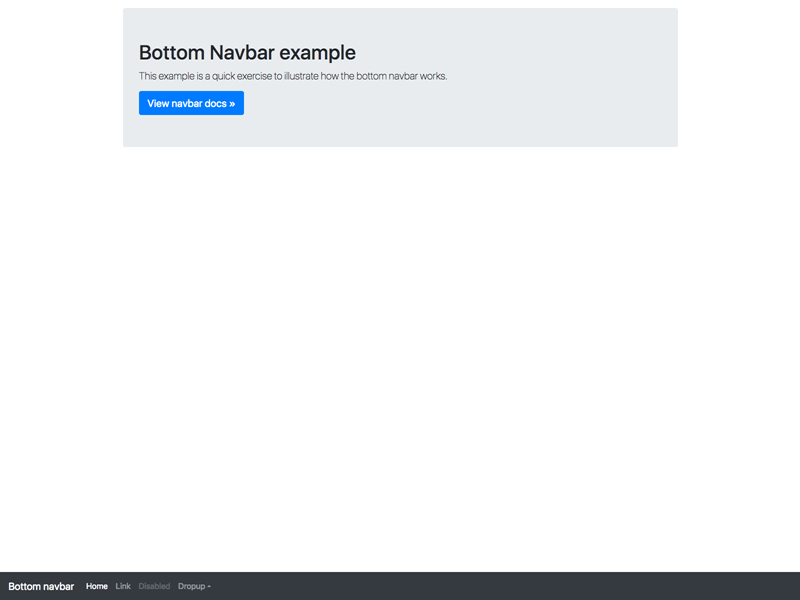 Bottom Navbar example
This example is a quick exercise to illustrate how the bottom navbar works.
View navbar docs »
Bottom navbar Home Link Disabled Dropup